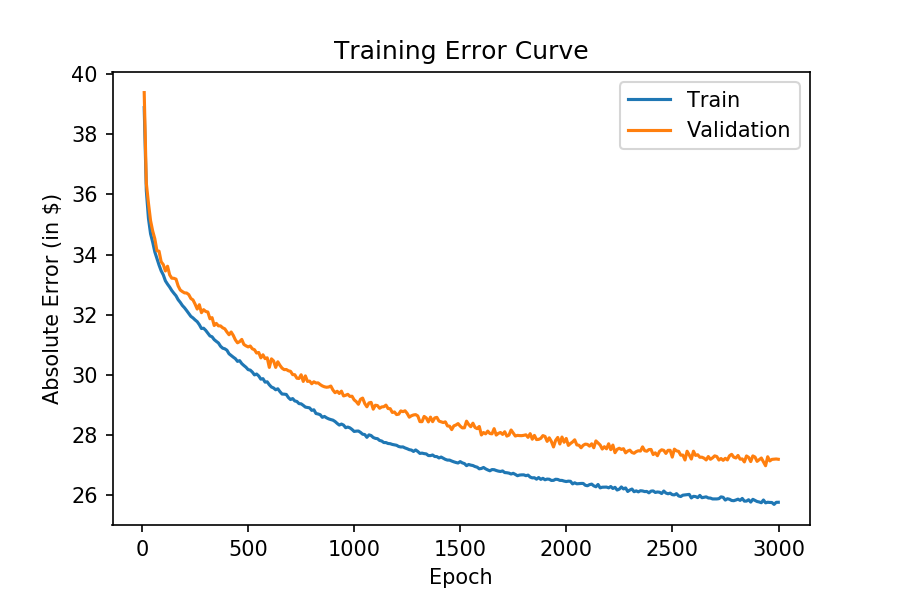 Training Error Curve
Train
Validation
40
38
36
34
32
30
28
26
Absolute Error (in $)
0 500 1000 1500 2000 2500 3000
Epoch